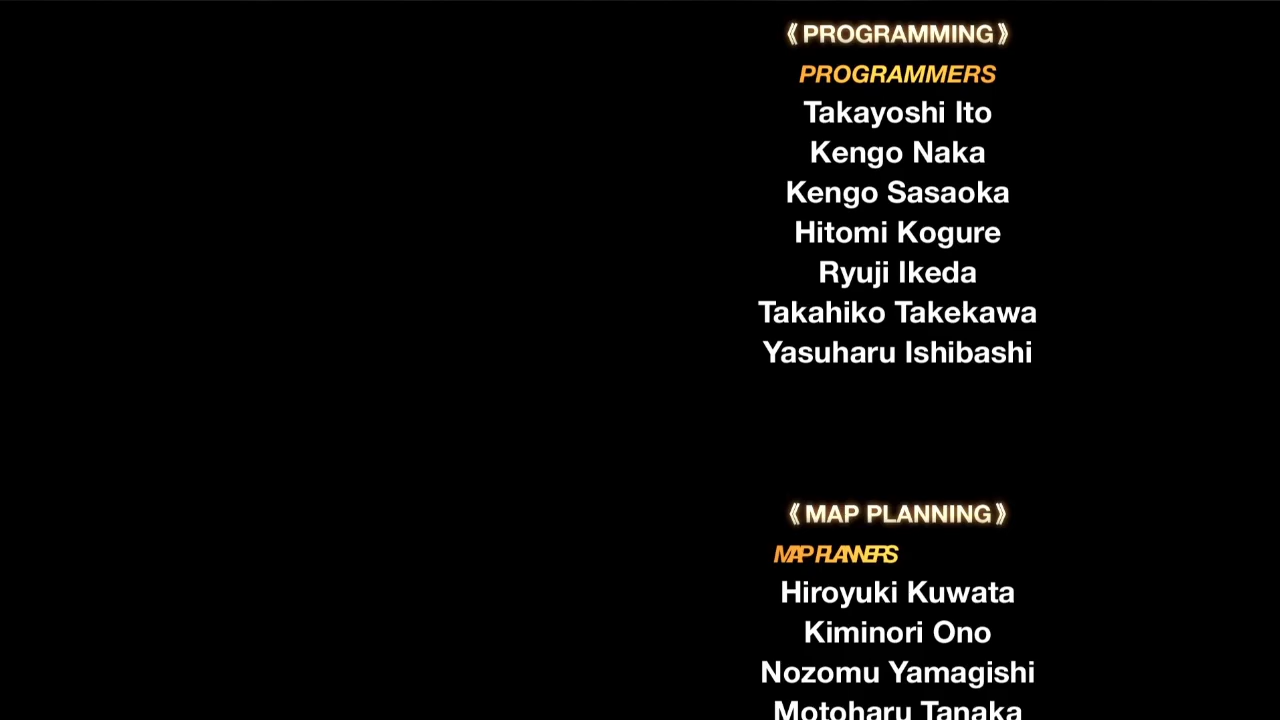 《PROGRAMMING》
PROGRAMMERS
Takayoshi Ito
Kengo Naka
Kengo Sasaoka
Hitomi Kogure
Ryuji Ikeda
Takahiko Takekawa
Yasuharu Ishibashi
《MAP PLANNING》
MAP PLANNERS
Hiroyuki Kuwata
Kiminori Ono
Nozomu Yamagishi
Motoharu Tanaka